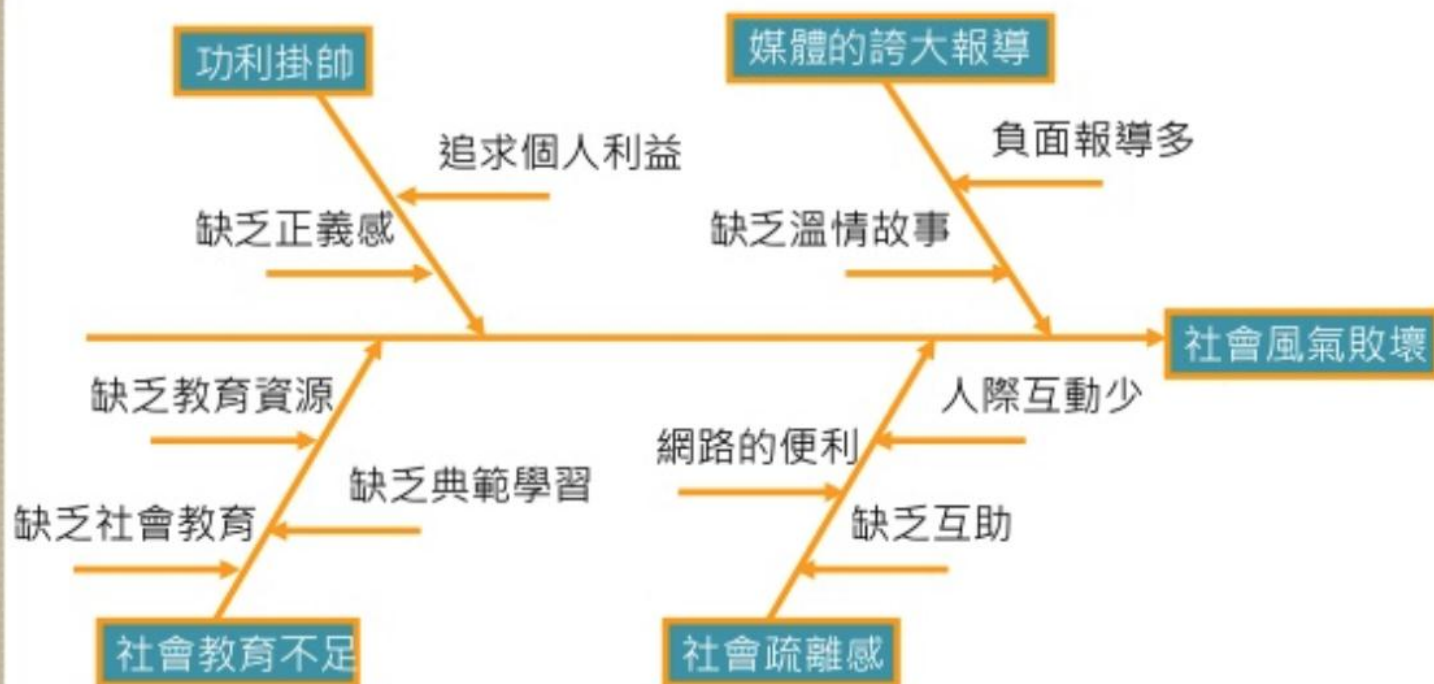 功利掛帥
媒體的誇大報導
追求個人利益
負面報導多
缺乏正義感
缺乏溫情故事
社會風氣敗壞
缺乏教育資源
人際互動少
網路的便利
缺乏典範學習
缺乏社會教育
缺乏互助
社會教育不足
社會疏離感